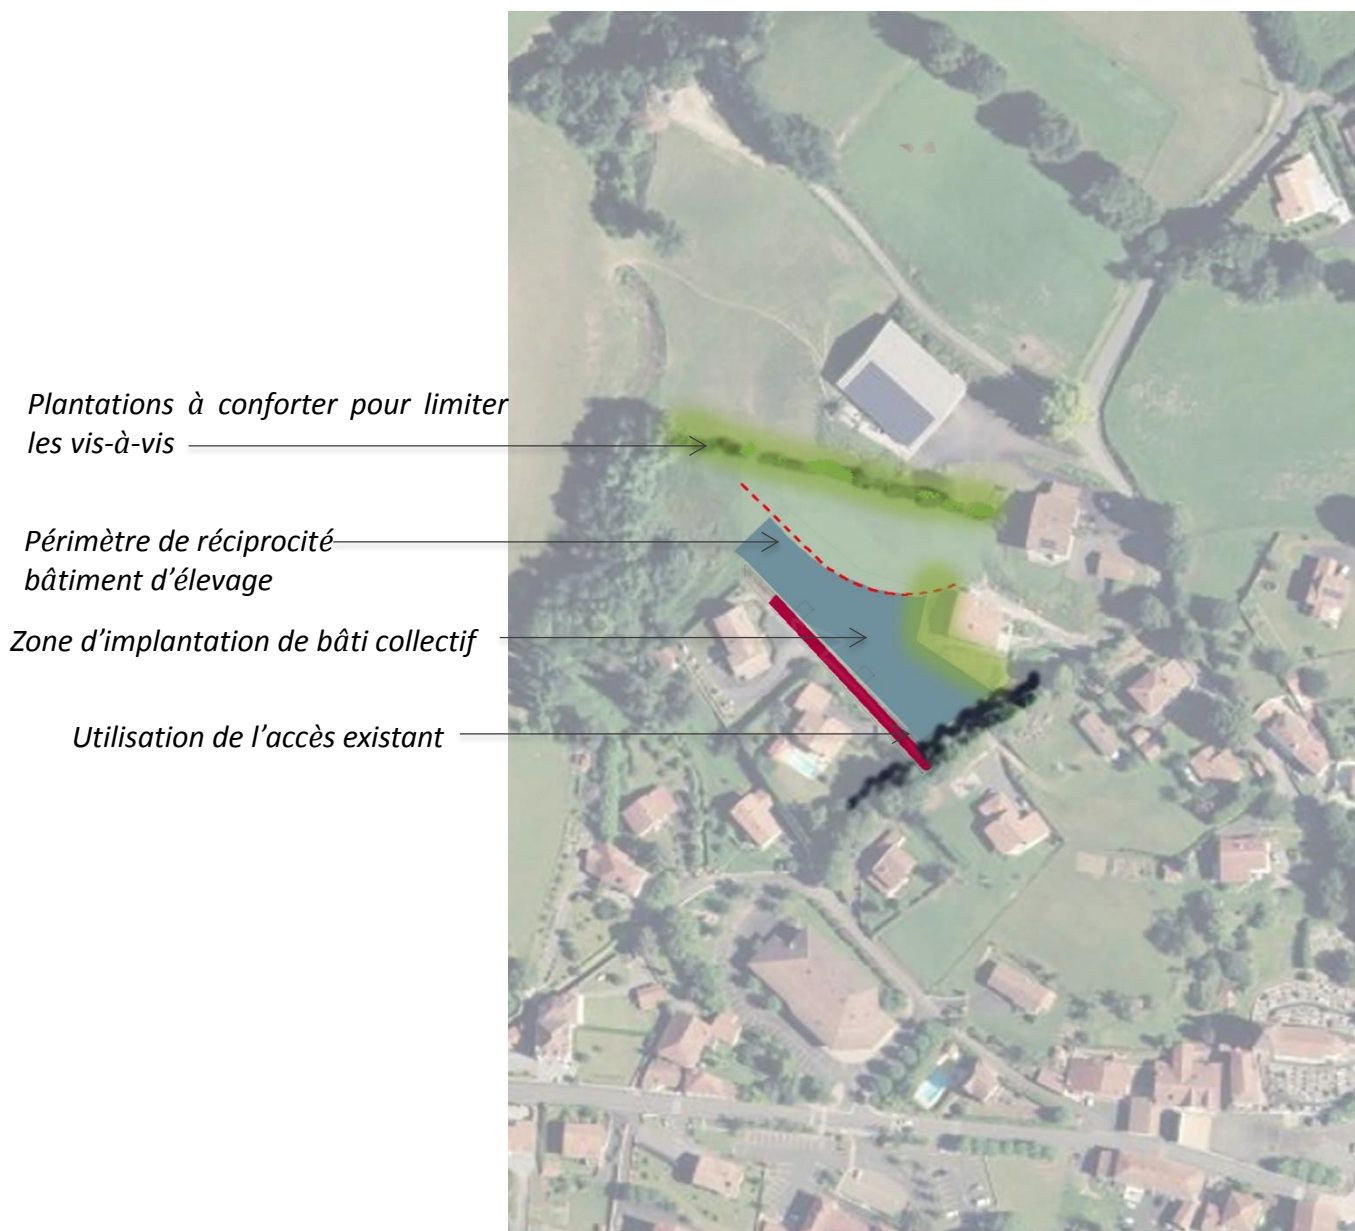 Plantations à conforter pour limiter
les vis-à-vis
Périmètre de réciprocité
bâtiment d’élevage
Zone d’implantation de bâti collectif
Utilisation de l’accès existant